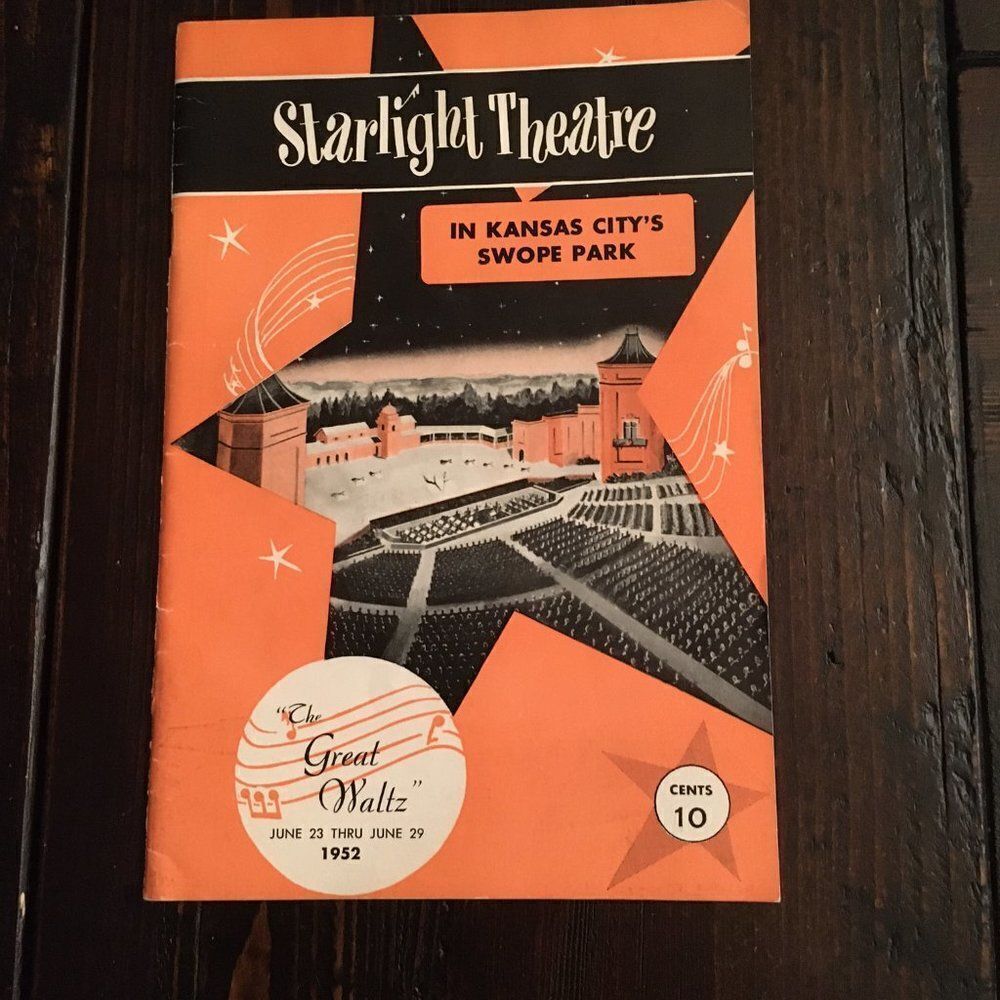 Starlight Theatre
IN KANSAS CITY'S
SWOPE PARK
"The
Great
Waltz"
JUNE 23 THRU JUNE 29
1952
CENTS
10